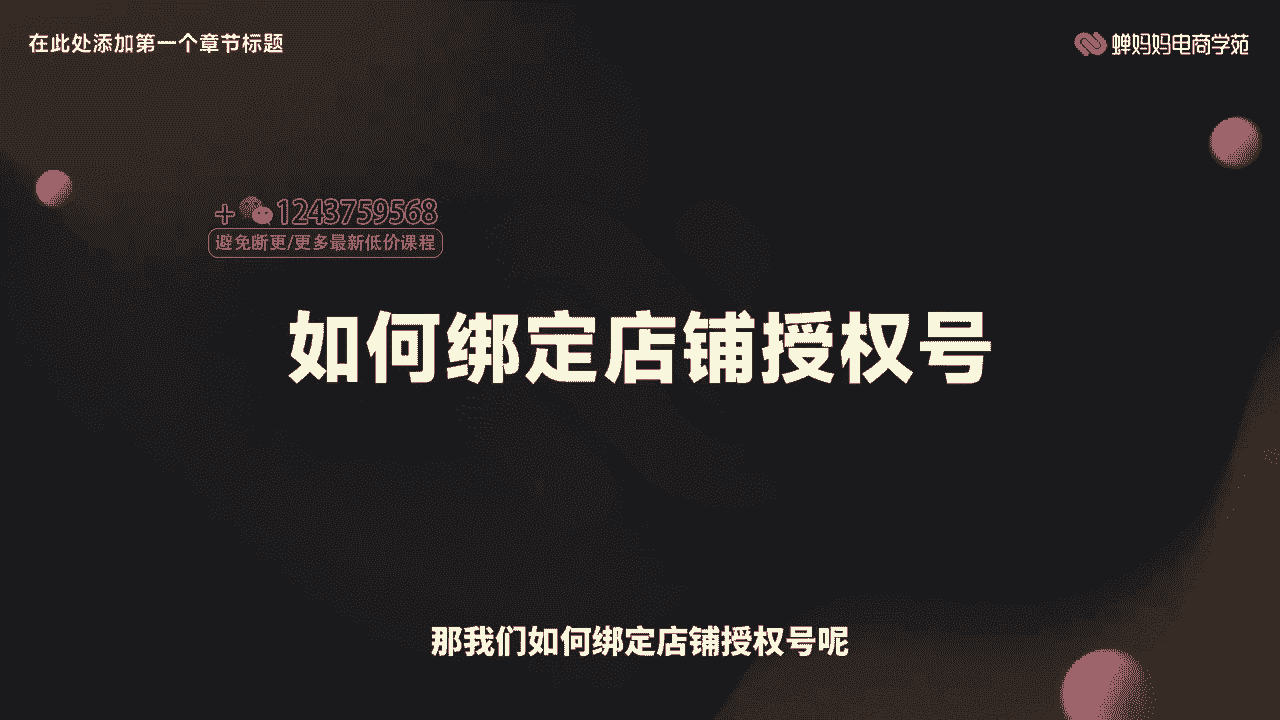 在此处添加第一个章节标题
蝉妈妈电商学苑
+1243759568
避免断更/更多最新低价课程
如何绑定店铺授权号
那我们如何绑定店铺授权号呢